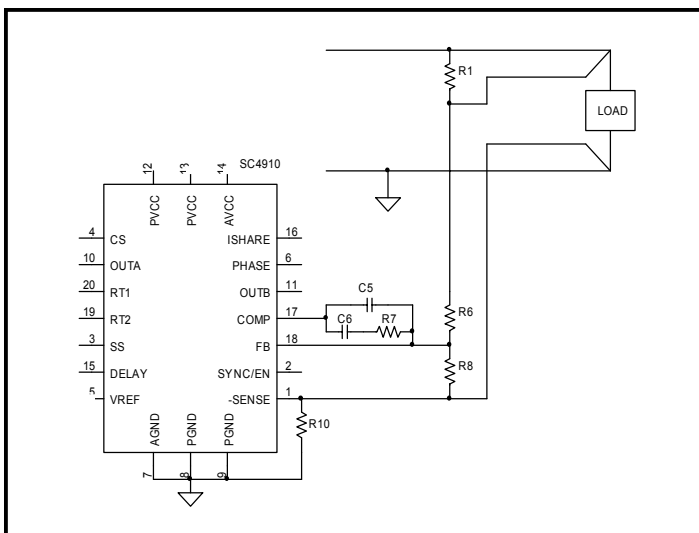 R1
LOAD
SC4910
12
13
14
PVCC
PVCC
AVCC
4 CS
ISHARE 16
10 OUTA
PHASE 6
20 RT1
OUTB 11
C5
19 RT2
COMP 17
C6
R7
R6
3 SS
FB 18
15 DELAY
SYNC/EN 2
R8
5 VREF
-SENSE 1
R10
AGND
PGND
PGND
7
8
9